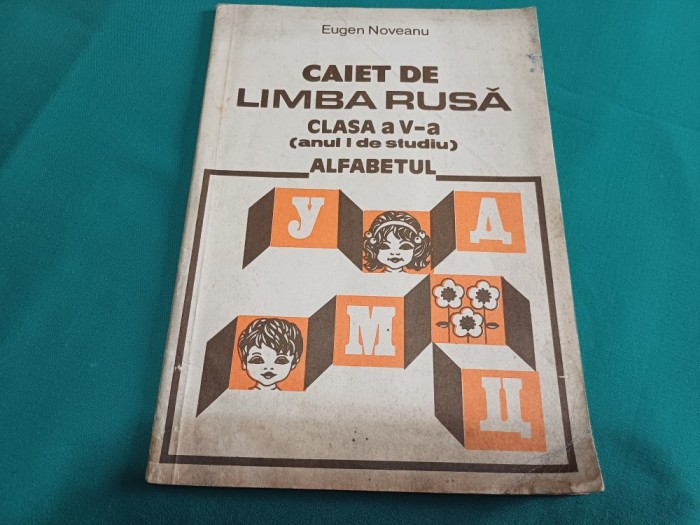 Eugen Noveanu
CAIET DE
LIMBA RUSĂ
CLASA a V-a
(anul I de studiu)
ALFABETUL
У Д
М
Ц